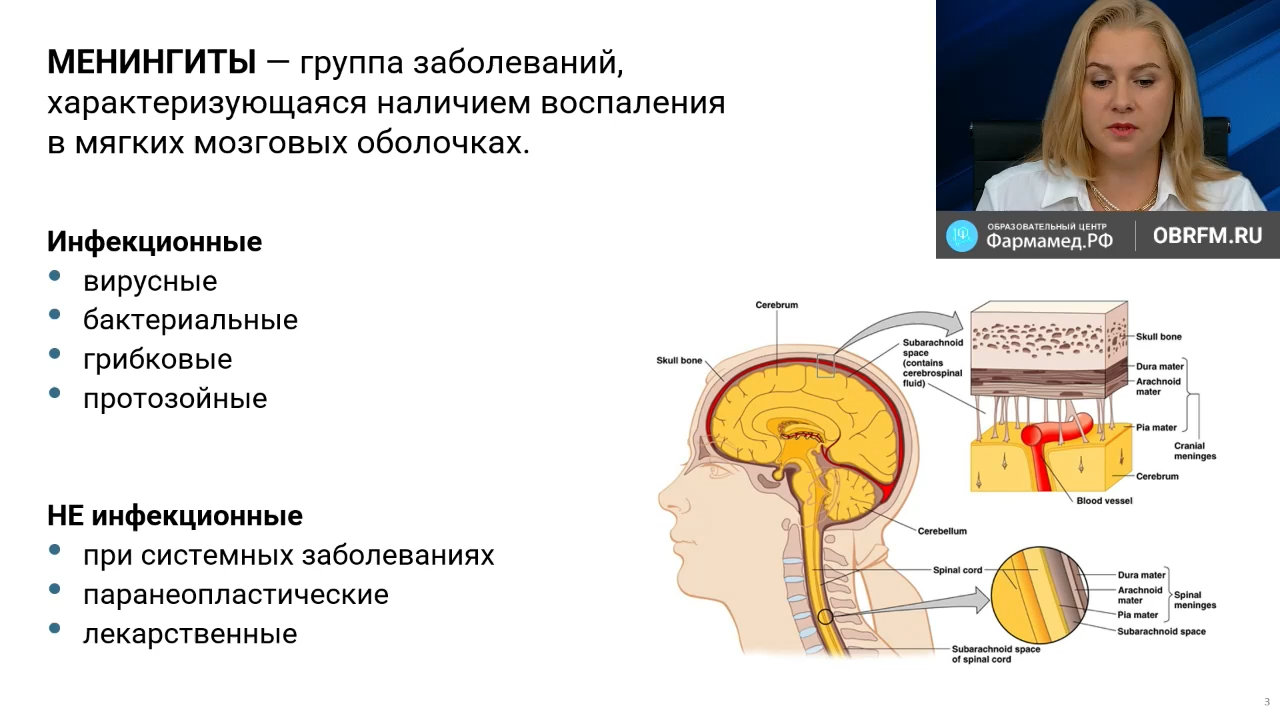 МЕНИНГИТЫ — группа заболеваний,
характеризующаяся наличием воспаления
в мягких мозговых оболочках.
Инфекционные
• вирусные
• бактериальные
• грибковые
• протозойные
НЕ инфекционные
• при системных заболеваниях
• паранеопластические
• лекарственные
ОБРАЗОВАТЕЛЬНЫЙ ЦЕНТР
Фармамед.РФ
OBRFM.RU
Cerebrum
Skull bone
Subarachnoid
space
(contains
cerebrospinal
fluid)
Skull bone
Dura mater
Arachnoid
mater
Pia mater
Cranial
meninges
Cerebrum
Blood vessel
Cerebellum
Spinal cord
Dura mater
Arachnoid
mater
Pia mater
Spinal
meninges
Subarachnoid space
Subarachnoid space
of spinal cord
3